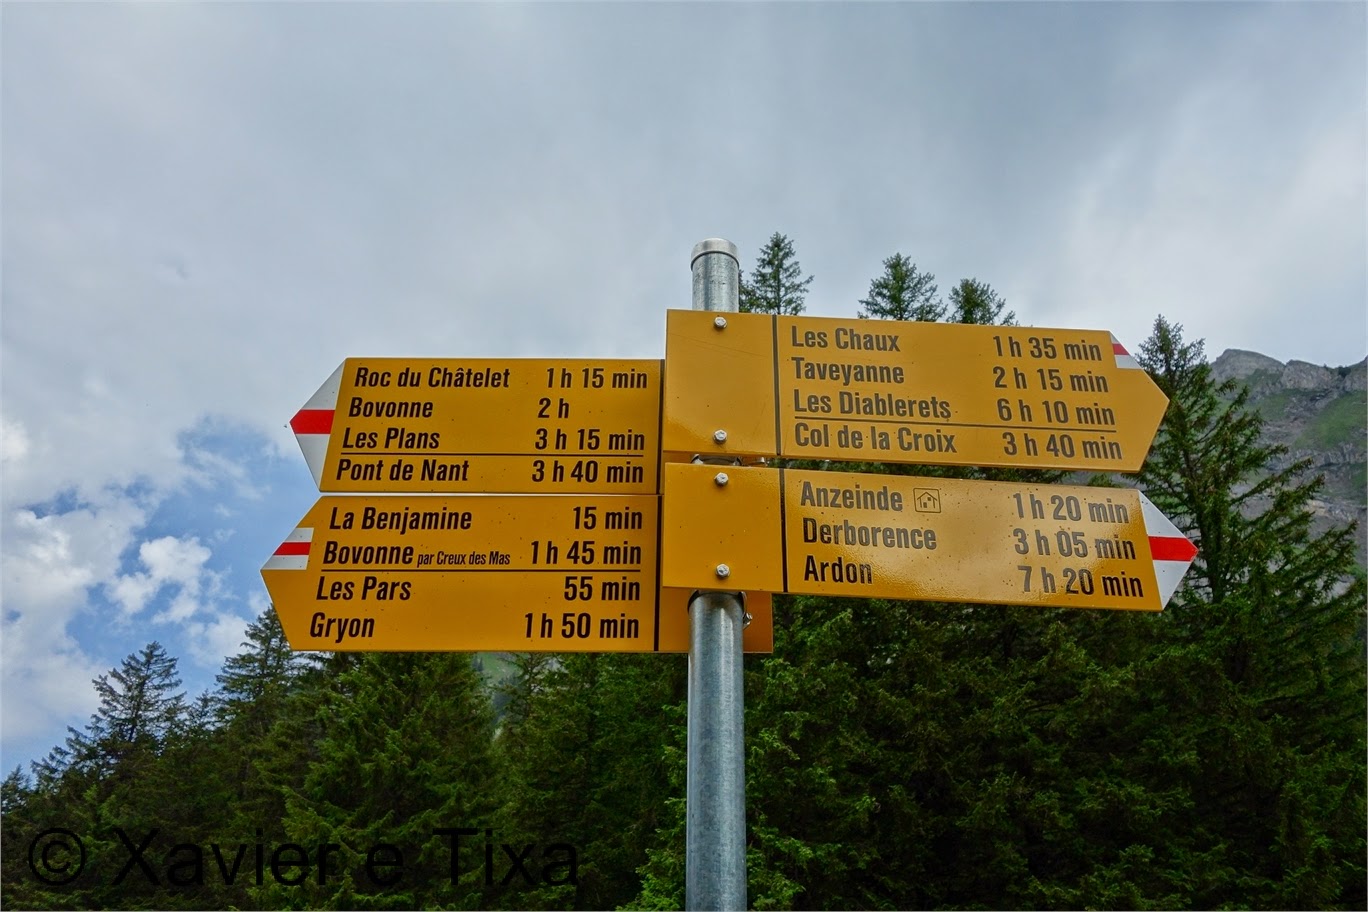 Roc du Châtelet 1 h 15 min
Bovonne 2 h
Les Plans 3 h 15 min
Pont de Nant 3 h 40 min
La Benjamine 15 min
Bovonne par Creux des Mas 1 h 45 min
Les Pars 55 min
Gryon 1 h 50 min
Les Chaux 1 h 35 min
Taveyanne 2 h 15 min
Les Diablerets 6 h 10 min
Col de la Croix 3 h 40 min
Anzeinde 1 h 20 min
Derborence 3 h 05 min
Ardon 7 h 20 min
© Xavier e Tixa